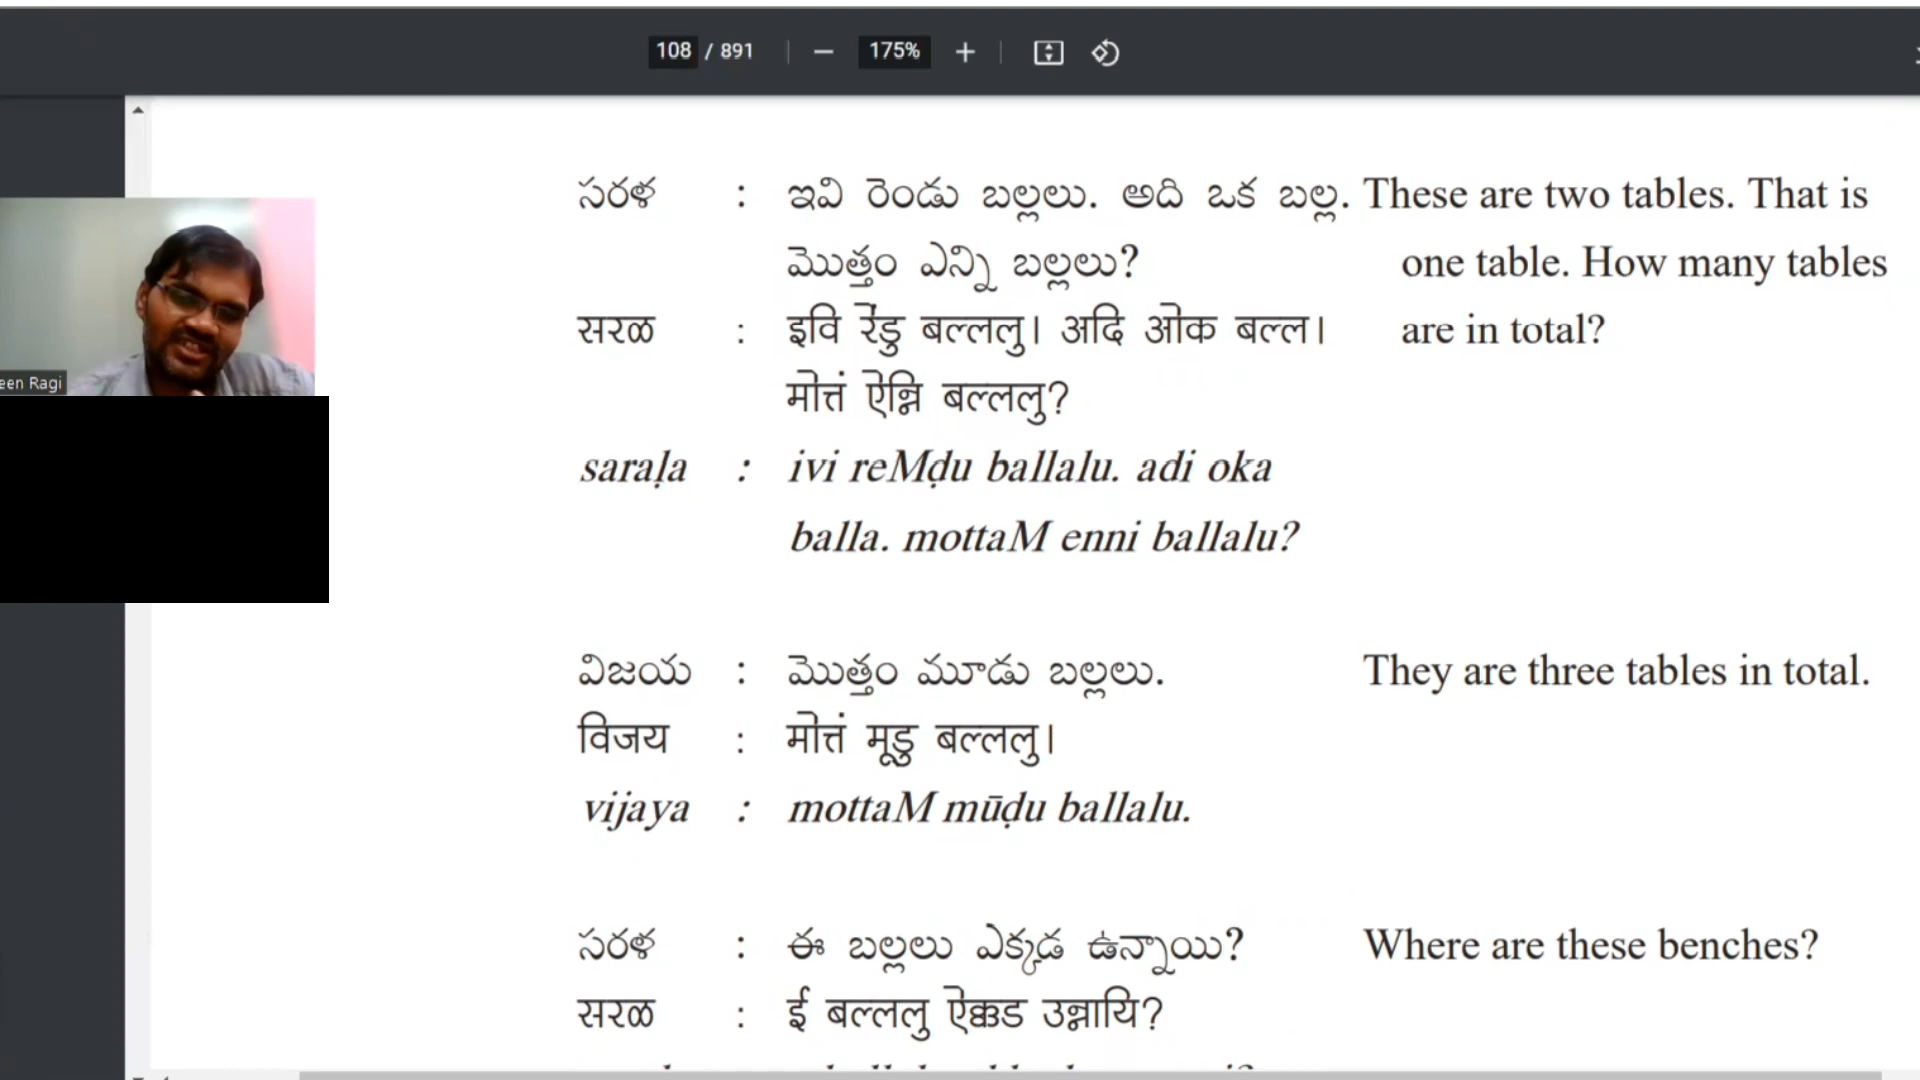 108 / 891 175%
een Ragi
సరళ : ఇవి రెండు బల్లలు. అది ఒక బల్ల. These are two tables. That is
మొత్తం ఎన్ని బల్లలు? one table. How many tables
सरळ : इवि रॆंडु बल्ललु। अदि ऒक बल्ल। are in total?
मॊत्तं ऎन्नि बल्ललु?
saraḷa : ivi reMḍu ballalu. adi oka
balla. mottaM enni ballalu?
విజయ : మొత్తం మూడు బల్లలు. They are three tables in total.
विजय : मॊत्तं मूडु बल्ललु।
vijaya : mottaM mūḍu ballalu.
సరళ : ఈ బల్లలు ఎక్కడ ఉన్నాయి? Where are these benches?
सरळ : ई बल्ललु ऎक्कड उन्नायि?